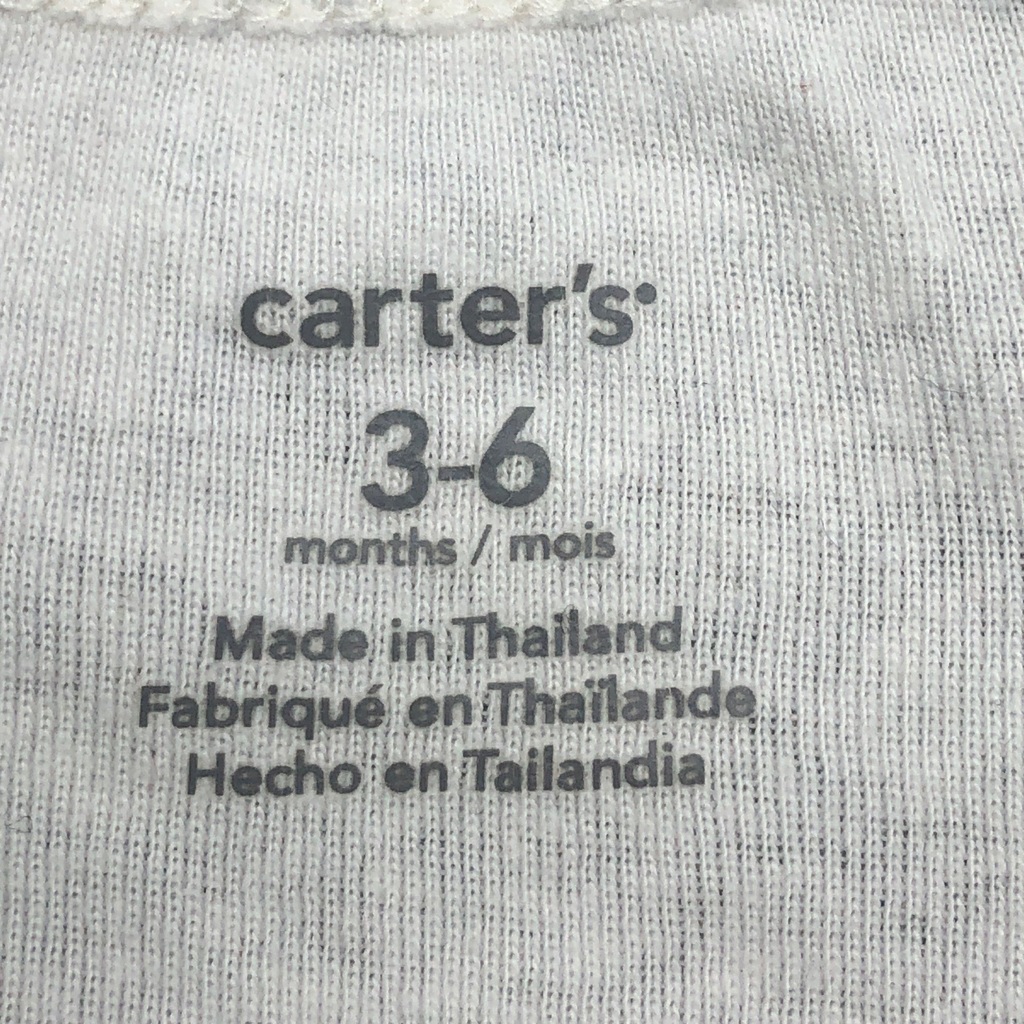 carter's
3-6
months / mois
Made in Thailand
Fabriqué en Thaïlande
Hecho en Tailandia